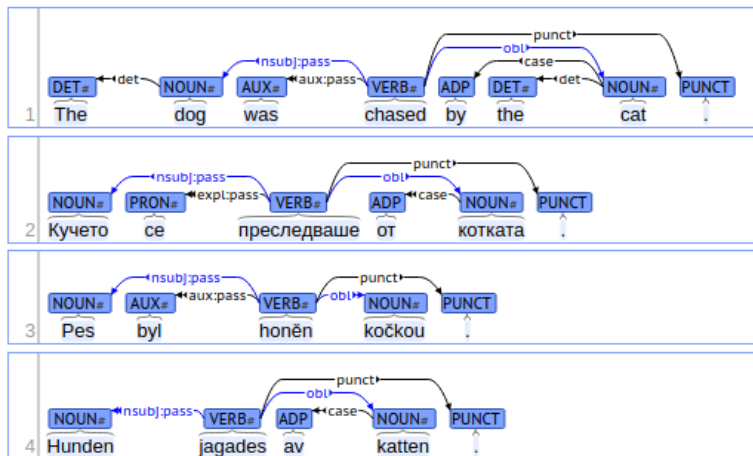 punct
obl
nsubj:pass case
det aux:pass det
DET# NOUN# AUX# VERB# ADP DET# NOUN# PUNCT
1 The dog was chased by the cat .
punct
nsubj:pass obl
expl:pass case
NOUN# PRON# VERB# ADP NOUN# PUNCT
2 Кучето се преследваше от котката .
nsubj:pass punct
aux:pass obl
NOUN# AUX# VERB# NOUN# PUNCT
3 Pes byl honěn kočkou .
punct
obl
nsubj:pass case
NOUN# VERB# ADP NOUN# PUNCT
4 Hunden jagades av katten .